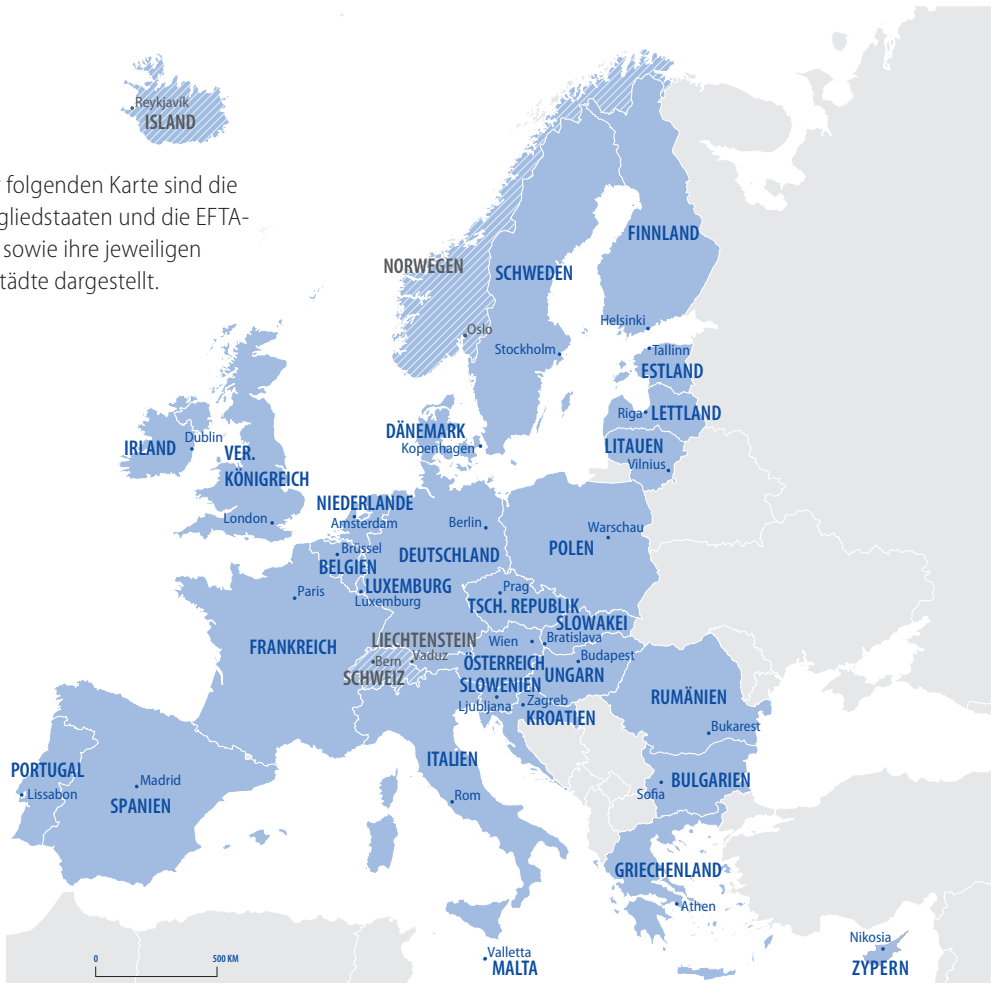 Reykjavik
ISLAND
folgenden Karte sind die
gliedstaaten und die EFTA-
sowie ihre jeweiligen
tädte dargestellt.
FINNLAND
NORWEGEN
SCHWEDEN
Helsinki
Oslo
Stockholm
Tallinn
ESTLAND
Riga
LETTLAND
DÄNEMARK
Kopenhagen
LITAUEN
Vilnius
IRLAND
Dublin
VER.
KÖNIGREICH
London
NIEDERLANDE
Amsterdam
Berlin
Warschau
Brüssel
BELGIEN
DEUTSCHLAND
POLEN
Paris
LUXEMBURG
Luxemburg
Prag
TSCH. REPUBLIK
SLOWAKEI
FRANKREICH
LIECHTENSTEIN
Wien
Bratislava
Bern
Vaduz
SCHWEIZ
ÖSTERREICH
Budapest
UNGARN
SLOWENIEN
Ljubljana
Zagreb
KROATIEN
RUMÄNIEN
Bukarest
ITALIEN
Rom
PORTUGAL
Lissabon
Madrid
SPANIEN
BULGARIEN
Sofia
GRIECHENLAND
Athen
Nikosia
ZYPERN
Valletta
MALTA
0 500 KM